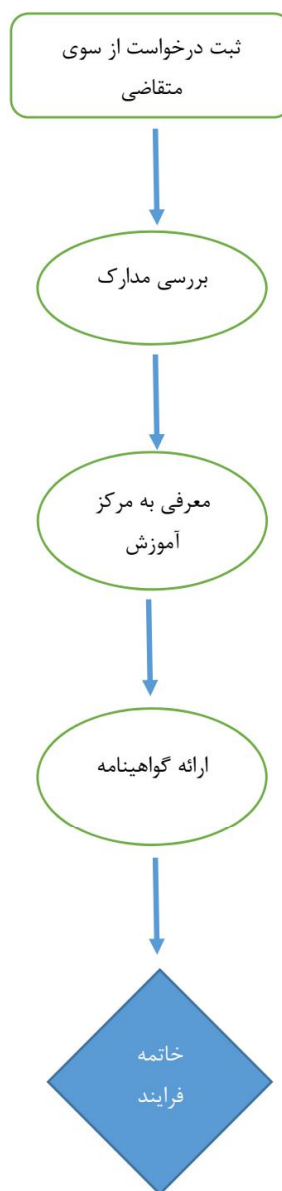 ثبت درخواست از سوی
متقاضی
بررسی مدارک
معرفی به مرکز
آموزش
ارائه گواهینامه
خاتمه
فرایند